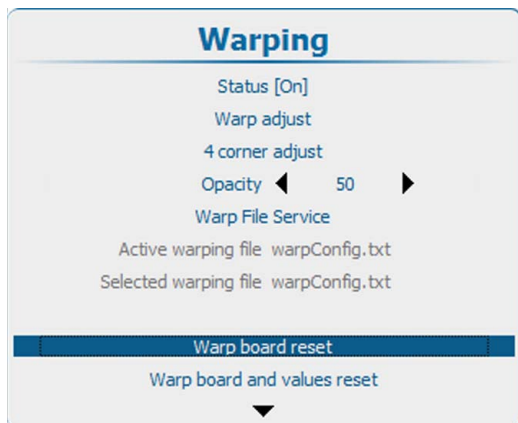 Warping
Status [On]
Warp adjust
4 corner adjust
Opacity 50
Warp File Service
Active warping file warpConfig.txt
Selected warping file warpConfig.txt
Warp board reset
Warp board and values reset